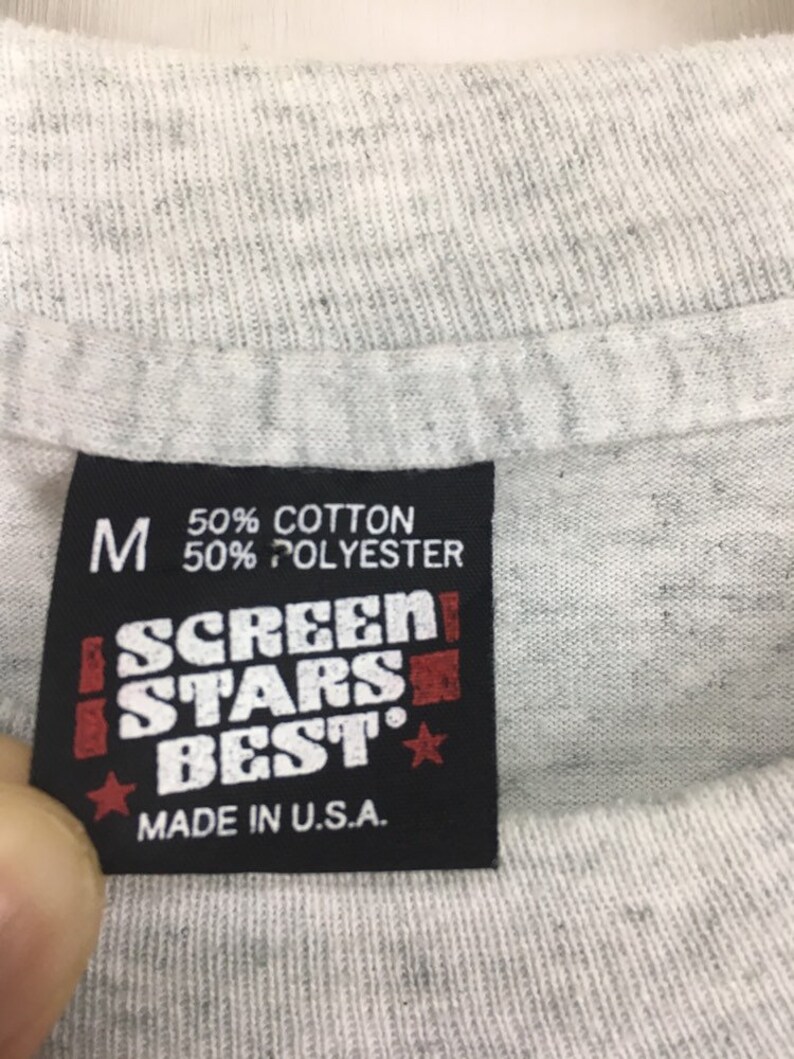 M 50% COTTON
50% POLYESTER
SCREEN
STARS
BEST®
MADE IN U.S.A.